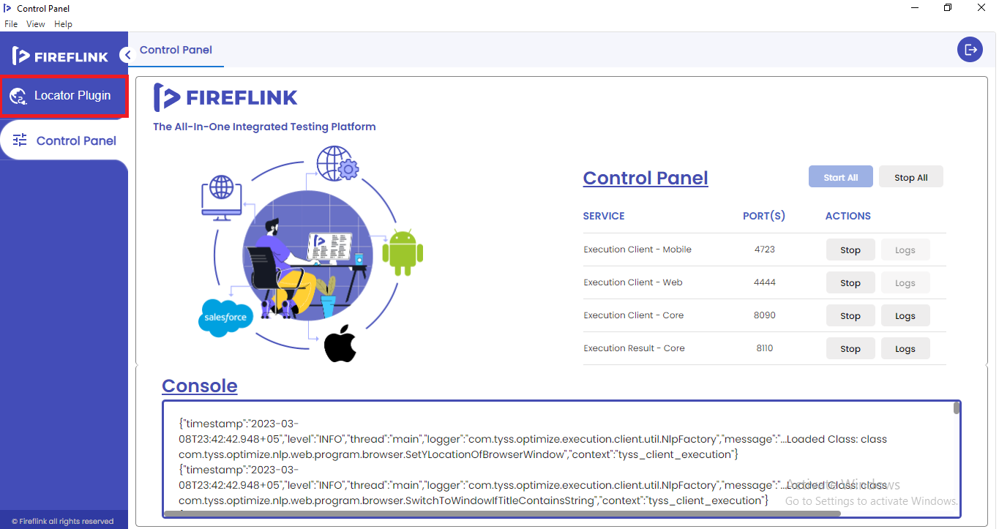 Control Panel
File View Help
FIREFLINK
Control Panel
Locator Plugin
Control Panel
FIREFLINK
The All-In-One Integrated Testing Platform
salesforce
Control Panel
Start All
Stop All
SERVICE PORT(S) ACTIONS
Execution Client - Mobile 4723 Stop Logs
Execution Client - Web 4444 Stop Logs
Execution Client - Core 8090 Stop Logs
Execution Result - Core 8110 Stop Logs
Console
{"timestamp":"2023-03-
08T23:42:42.948+05","level":"INFO","thread":"main","logger":"com.tyss.optimize.execution.client.util.NlpFactory","message":"...Loaded Class: class
com.tyss.optimize.nlp.web.program.browser.SetYLocationOfBrowserWindow","context":"tyss_client_execution"}
{"timestamp":"2023-03-
08T23:42:42.948+05","level":"INFO","thread":"main","logger":"com.tyss.optimize.execution.client.util.NlpFactory","message":"...Loaded Class: class
com.tyss.optimize.nlp.web.program.browser.SwitchToWindowIfTitleContainsString","context":"tyss_client_execution"}
Activate Windows
Go to Settings to activate Windows.
© Fireflink all rights reserved